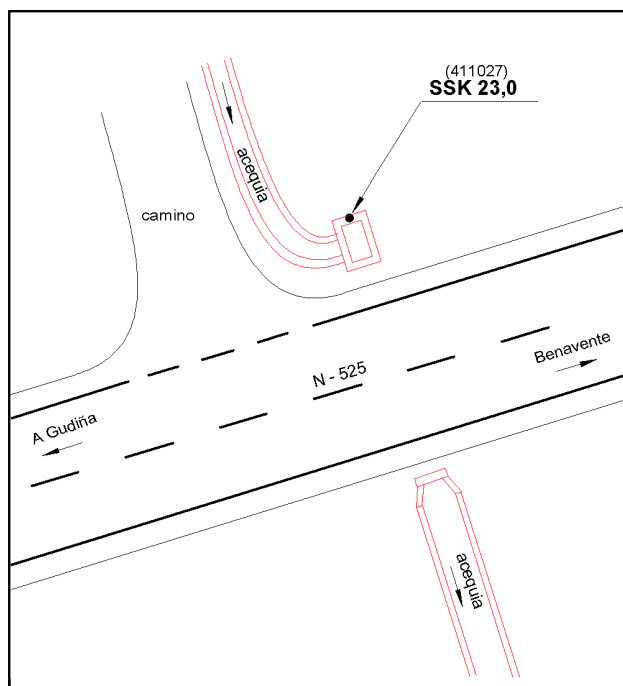 (411027)
SSK 23,0
acequia
camino
Benavente
N - 525
A Gudiña
acequia